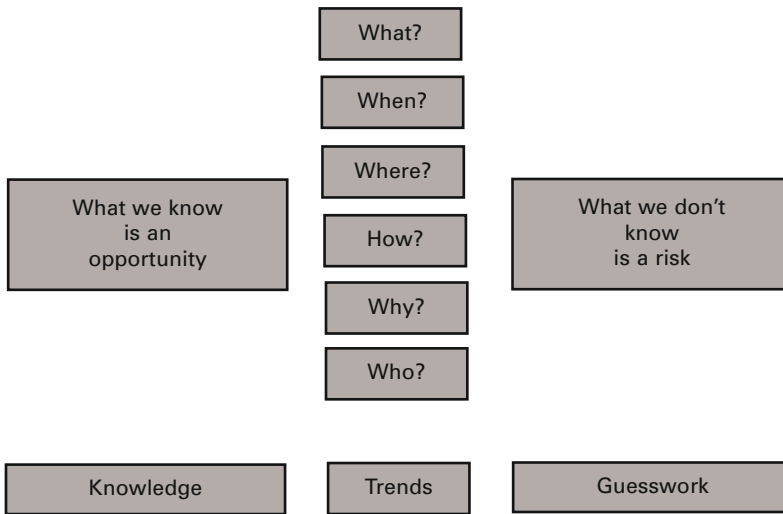 What?
When?
Where?
How?
Why?
Who?
What we know
is an
opportunity
What we don't
know
is a risk
Knowledge
Trends
Guesswork